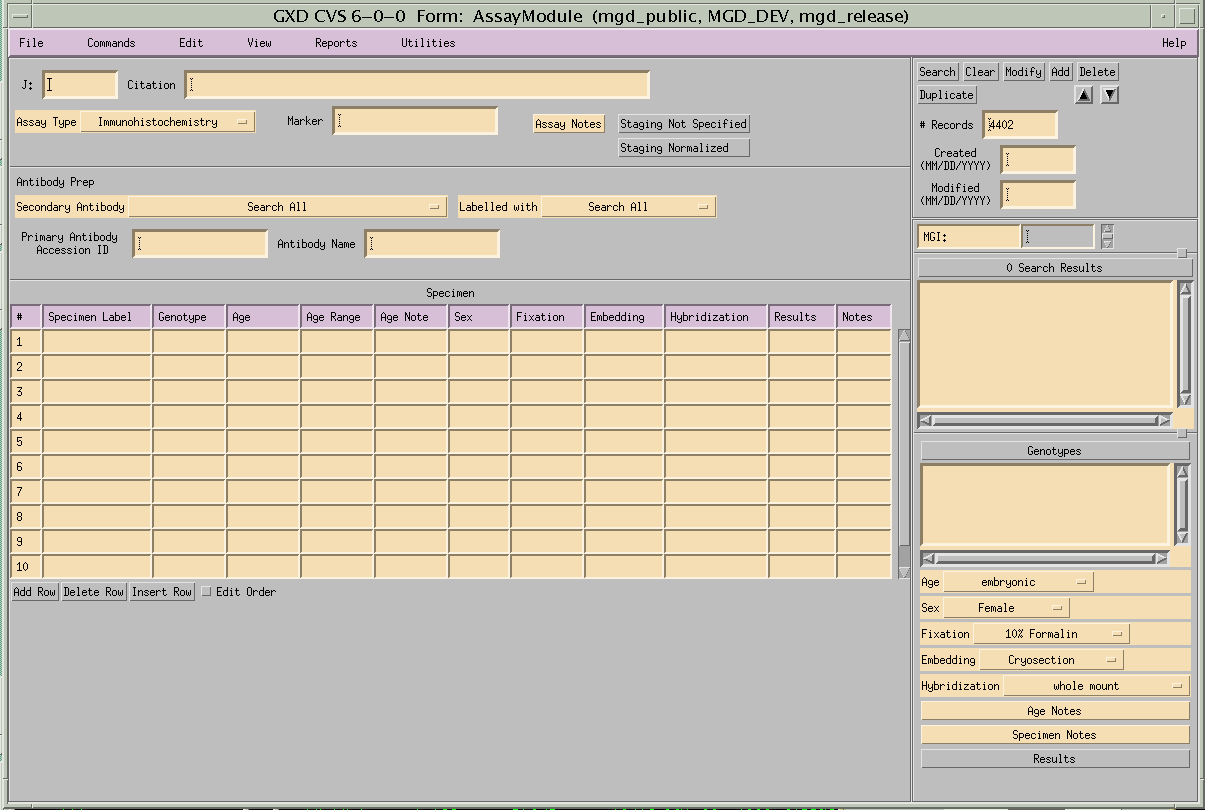 GXD CVS 6-0-0 Form: AssayModule (mgd_public, MGD_DEV, mgd_release)
File Commands Edit View Reports Utilities Help
J: Citation
Assay Type Immunohistochemistry Marker Assay Notes Staging Not Specified
Staging Normalized
Antibody Prep
Secondary Antibody Search All Labelled with Search All
Primary Antibody
Accession ID Antibody Name
Specimen
# Specimen Label Genotype Age Age Range Age Note Sex Fixation Embedding Hybridization Results Notes
1
2
3
4
5
6
7
8
9
10
Add Row Delete Row Insert Row Edit Order
Search Clear Modify Add Delete
Duplicate
# Records 4402
Created
(MM/DD/YYYY)
Modified
(MM/DD/YYYY)
MGI:
0 Search Results
Genotypes
Age embryonic
Sex Female
Fixation 10% Formalin
Embedding Cryosection
Hybridization whole mount
Age Notes
Specimen Notes
Results